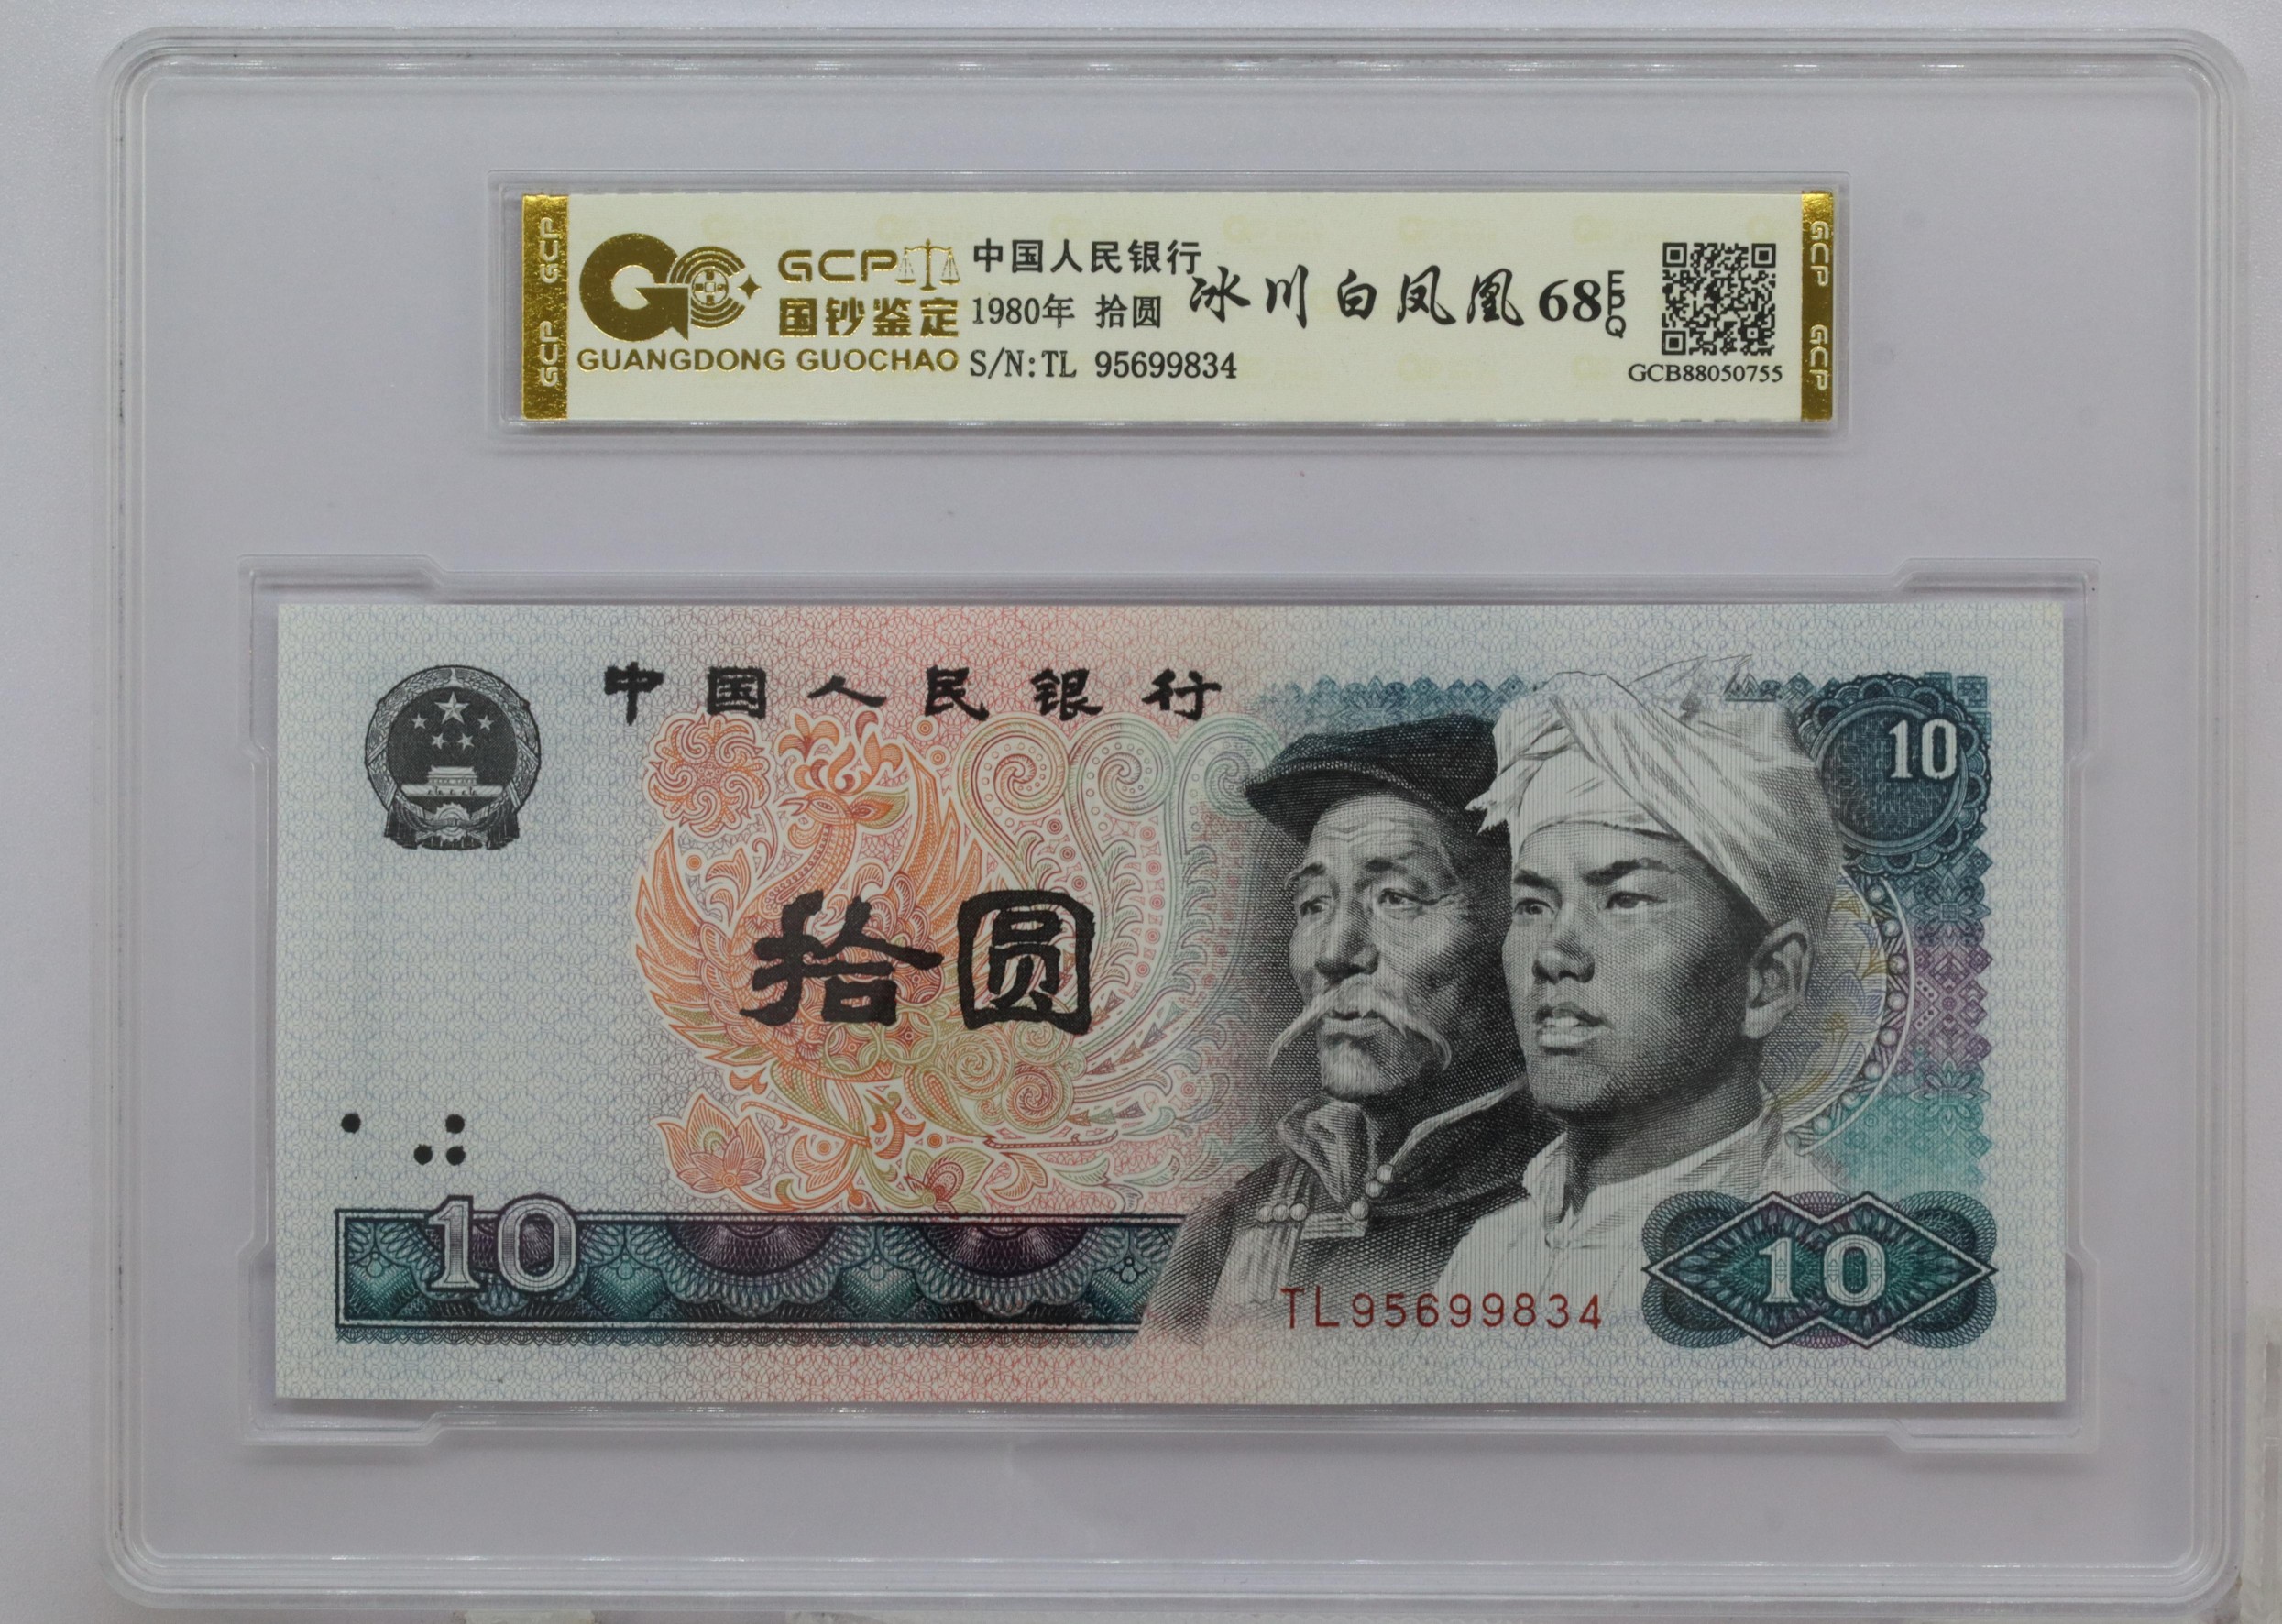 GCP GCP
GCP
国钞鉴定
GUANGDONG GUOCHAO
中国人民银行
1980年 拾圆
S/N:TL 95699834
冰川白凤凰 68 EPQ
GCB88050755
GCP GCP
中国人民银行
10
拾圆
10
TL95699834
10